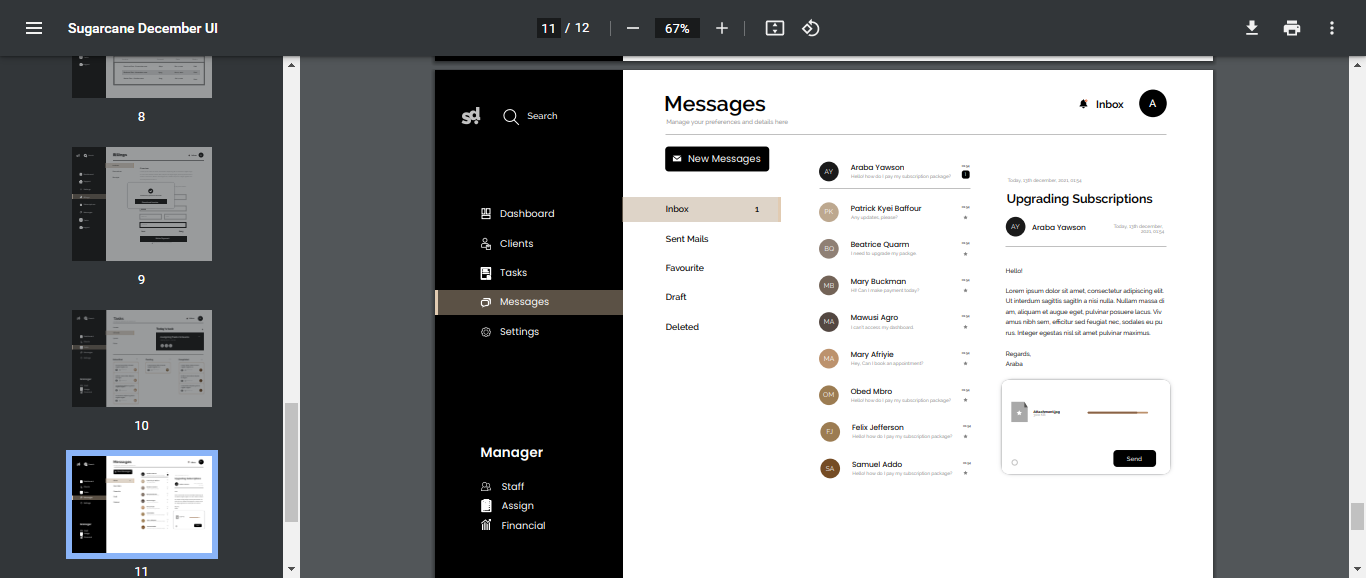 Sugarcane December UI
11 / 12
67%
8
9
10
11
sd.
Search
Dashboard
Clients
Tasks
Messages
Settings
Manager
Staff
Assign
Financial
Messages
Manage your preferences and details here
Inbox
A
New Messages
Inbox 1
Sent Mails
Favourite
Draft
Deleted
AY Araba Yawson
Hello! how do I pay my subscription package?
PK Patrick Kyei Baffour
Any updates, please?
BQ Beatrice Quarm
I need to upgrade my package.
MB Mary Buckman
Hi!! Can I make payment today?
MA Mawusi Agro
I can't access my dashboard.
MA Mary Afriyie
Hey, Can I book an appointment?
OM Obed Mbro
Hello! how do I pay my subscription package?
FJ Felix Jefferson
Hello! how do I pay my subscription package?
SA Samuel Addo
Hello! how do I pay my subscription package?
Today, 13th december, 2021, 01:54
Upgrading Subscriptions
AY Araba Yawson
Today, 13th december,
2021, 01:54
Hello!
Lorem ipsum dolor sit amet, consectetur adipiscing elit.
Ut interdum sagittis sagittis a nisi nulla. Nullam massa di
am, aliquam et augue eget, pulvinar posuere lacus. Viv
amus nibh sem, efficitur sed feugiat nec, sodales eu pu
rus. Integer egestas nisl sit amet pulvinar maximus.
Regards,
Araba
Attachment.jpg
Send